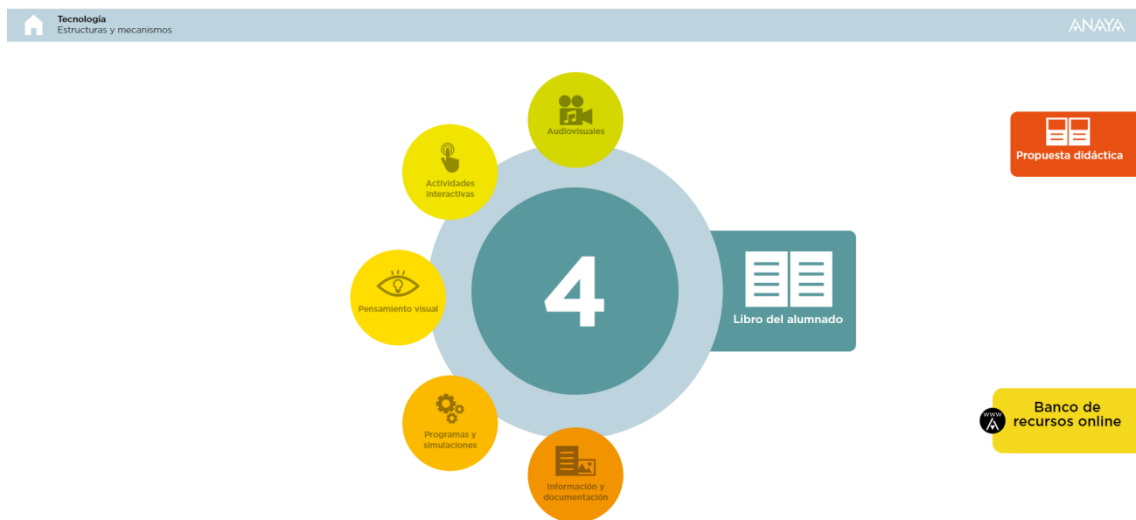 Tecnología
Estructuras y mecanismos
ANAYA
Audiovisuales
Actividades
interactivas
Propuesta didáctica
Pensamiento visual
4
Libro del alumnado
Programas y
simulaciones
www
Banco de
recursos online
Información y
documentación